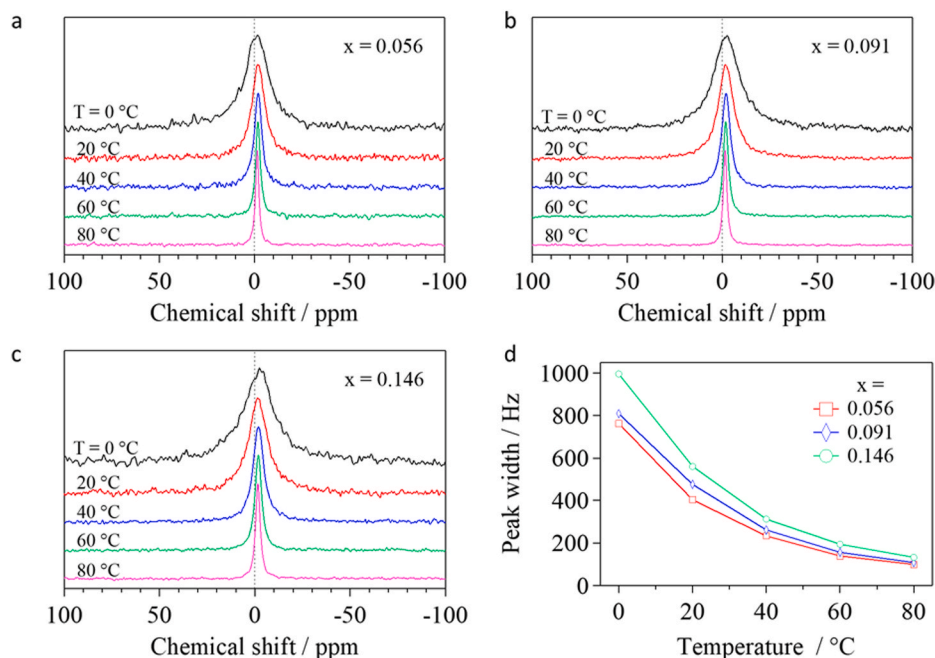 a
x = 0.056
T = 0 °C
20 °C
40 °C
60 °C
80 °C
100 50 0 -50 -100
Chemical shift / ppm
b
x = 0.091
T = 0 °C
20 °C
40 °C
60 °C
80 °C
100 50 0 -50 -100
Chemical shift / ppm
c
x = 0.146
T = 0 °C
20 °C
40 °C
60 °C
80 °C
100 50 0 -50 -100
Chemical shift / ppm
d
Peak width / Hz
1000
800
600
400
200
0
x =
0.056
0.091
0.146
0 20 40 60 80
Temperature / °C